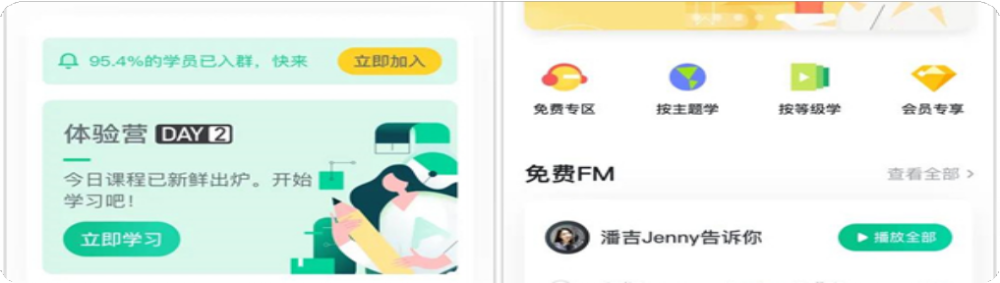 95.4%的学员已入群，快来
立即加入
体验营 DAY 2
今日课程已新鲜出炉。开始
学习吧！
立即学习
免费专区
按主题学
按等级学
会员专享
免费FM
查看全部 >
潘吉Jenny告诉你
播放全部